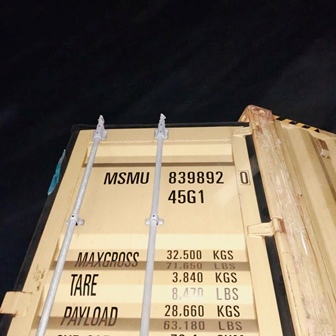 MSMU 839892 0
45G1
MAXGROSS 32.500 KGS
71.650 LBS
TARE 3.840 KGS
8.470 LBS
PAYLOAD 28.660 KGS
63.180 LBS